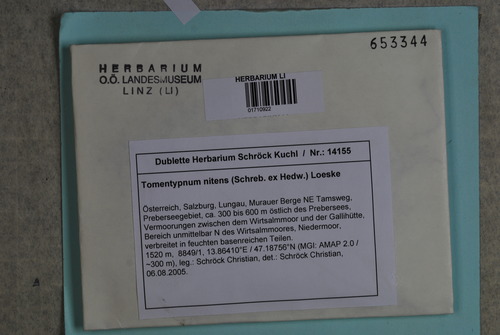 653344
HERBARIUM
O.Ö. LANDESMUSEUM
LINZ (LI)
HERBARIUM LI
01710922
Dublette Herbarium Schröck Kuchl / Nr.: 14155
Tomentypnum nitens (Schreb. ex Hedw.) Loeske
Österreich, Salzburg, Lungau, Murauer Berge NE Tamsweg,
Preberseegebiet, ca. 300 bis 600 m östlich des Prebersees,
Vermoorungen zwischen dem Wirtsalmmoor und der Gallihütte,
Bereich unmittelbar N des Wirtsalmmoores, Niedermoor,
verbreitet in feuchten basenreichen Teilen.
1520 m, 8849/1, 13.86410°E / 47.18756°N (MGI: AMAP 2.0 /
~300 m), leg.: Schröck Christian, det.: Schröck Christian,
06.08.2005.